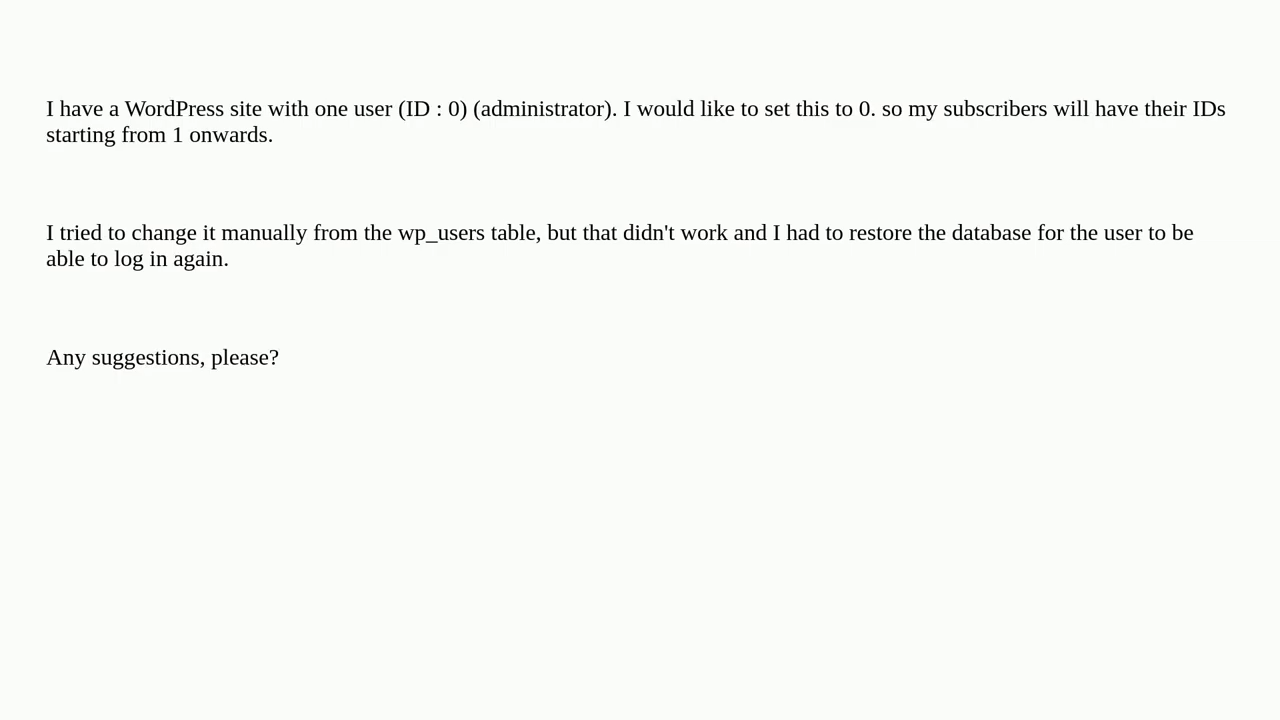 I have a WordPress site with one user (ID : 0) (administrator). I would like to set this to 0. so my subscribers will have their IDs
starting from 1 onwards.
I tried to change it manually from the wp_users table, but that didn't work and I had to restore the database for the user to be
able to log in again.
Any suggestions, please?